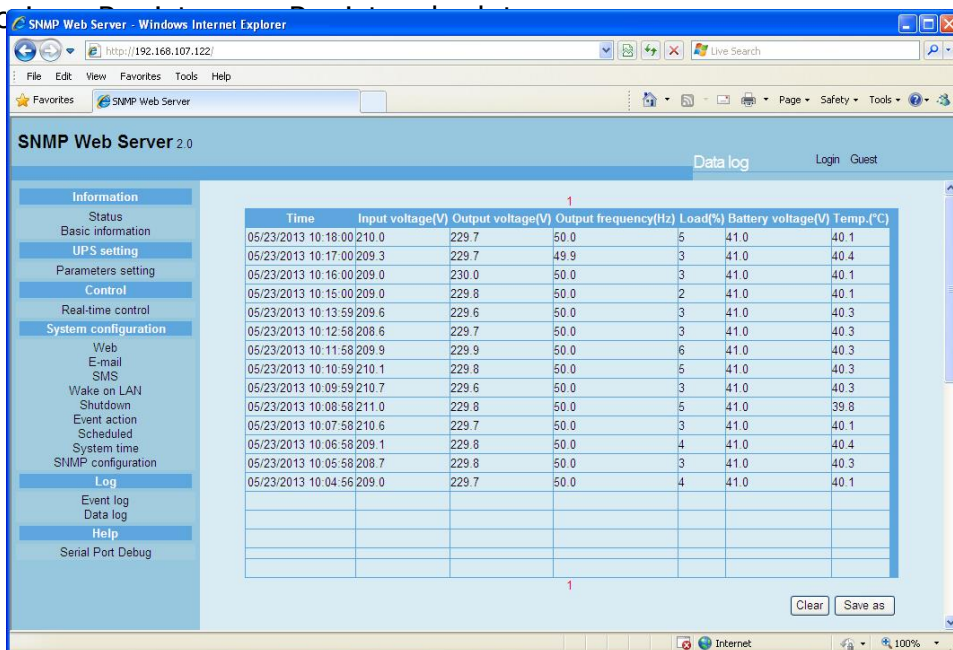 SNMP Web Server - Windows Internet Explorer
http://192.168.107.122/
Live Search
File Edit View Favorites Tools Help
Favorites SNMP Web Server
Page Safety Tools
SNMP Web Server 2.0
Data log Login Guest
Information
Status
Basic information
UPS setting
Parameters setting
Control
Real-time control
System configuration
Web
E-mail
SMS
Wake on LAN
Shutdown
Event action
Scheduled
System time
SNMP configuration
Log
Event log
Data log
Help
Serial Port Debug
1
Time Input voltage(V) Output voltage(V) Output frequency(Hz) Load(%) Battery voltage(V) Temp.(°C)
05/23/2013 10:18:00 210.0 229.7 50.0 5 41.0 40.1
05/23/2013 10:17:00 209.3 229.7 49.9 3 41.0 40.4
05/23/2013 10:16:00 209.0 230.0 50.0 3 41.0 40.1
05/23/2013 10:15:00 209.0 229.8 50.0 2 41.0 40.1
05/23/2013 10:13:59 209.6 229.6 50.0 3 41.0 40.3
05/23/2013 10:12:58 208.6 229.7 50.0 3 41.0 40.3
05/23/2013 10:11:58 209.9 229.9 50.0 6 41.0 40.3
05/23/2013 10:10:59 210.1 229.8 50.0 5 41.0 40.3
05/23/2013 10:09:59 210.7 229.6 50.0 3 41.0 40.3
05/23/2013 10:08:58 211.0 229.8 50.0 5 41.0 39.8
05/23/2013 10:07:58 210.6 229.7 50.0 3 41.0 40.1
05/23/2013 10:06:58 209.1 229.8 50.0 4 41.0 40.4
05/23/2013 10:05:58 208.7 229.8 50.0 3 41.0 40.3
05/23/2013 10:04:56 209.0 229.7 50.0 4 41.0 40.1
1
Clear Save as
Internet 100%